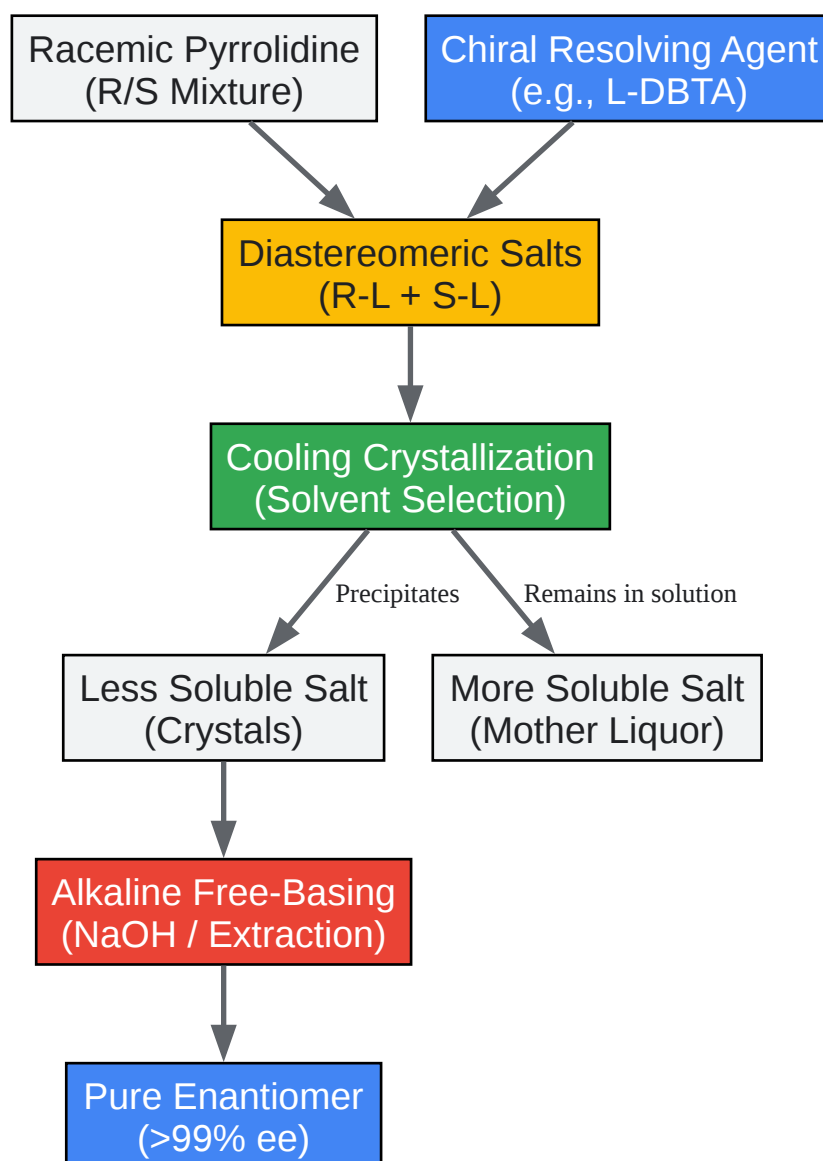 Racemic Pyrrolidine
(R/S Mixture)
Chiral Resolving Agent
(e.g., L-DBTA)
Diastereomeric Salts
(R-L + S-L)
Cooling Crystallization
(Solvent Selection)
Precipitates
Remains in solution
Less Soluble Salt
(Crystals)
More Soluble Salt
(Mother Liquor)
Alkaline Free-Basing
(NaOH / Extraction)
Pure Enantiomer
(>99% ee)